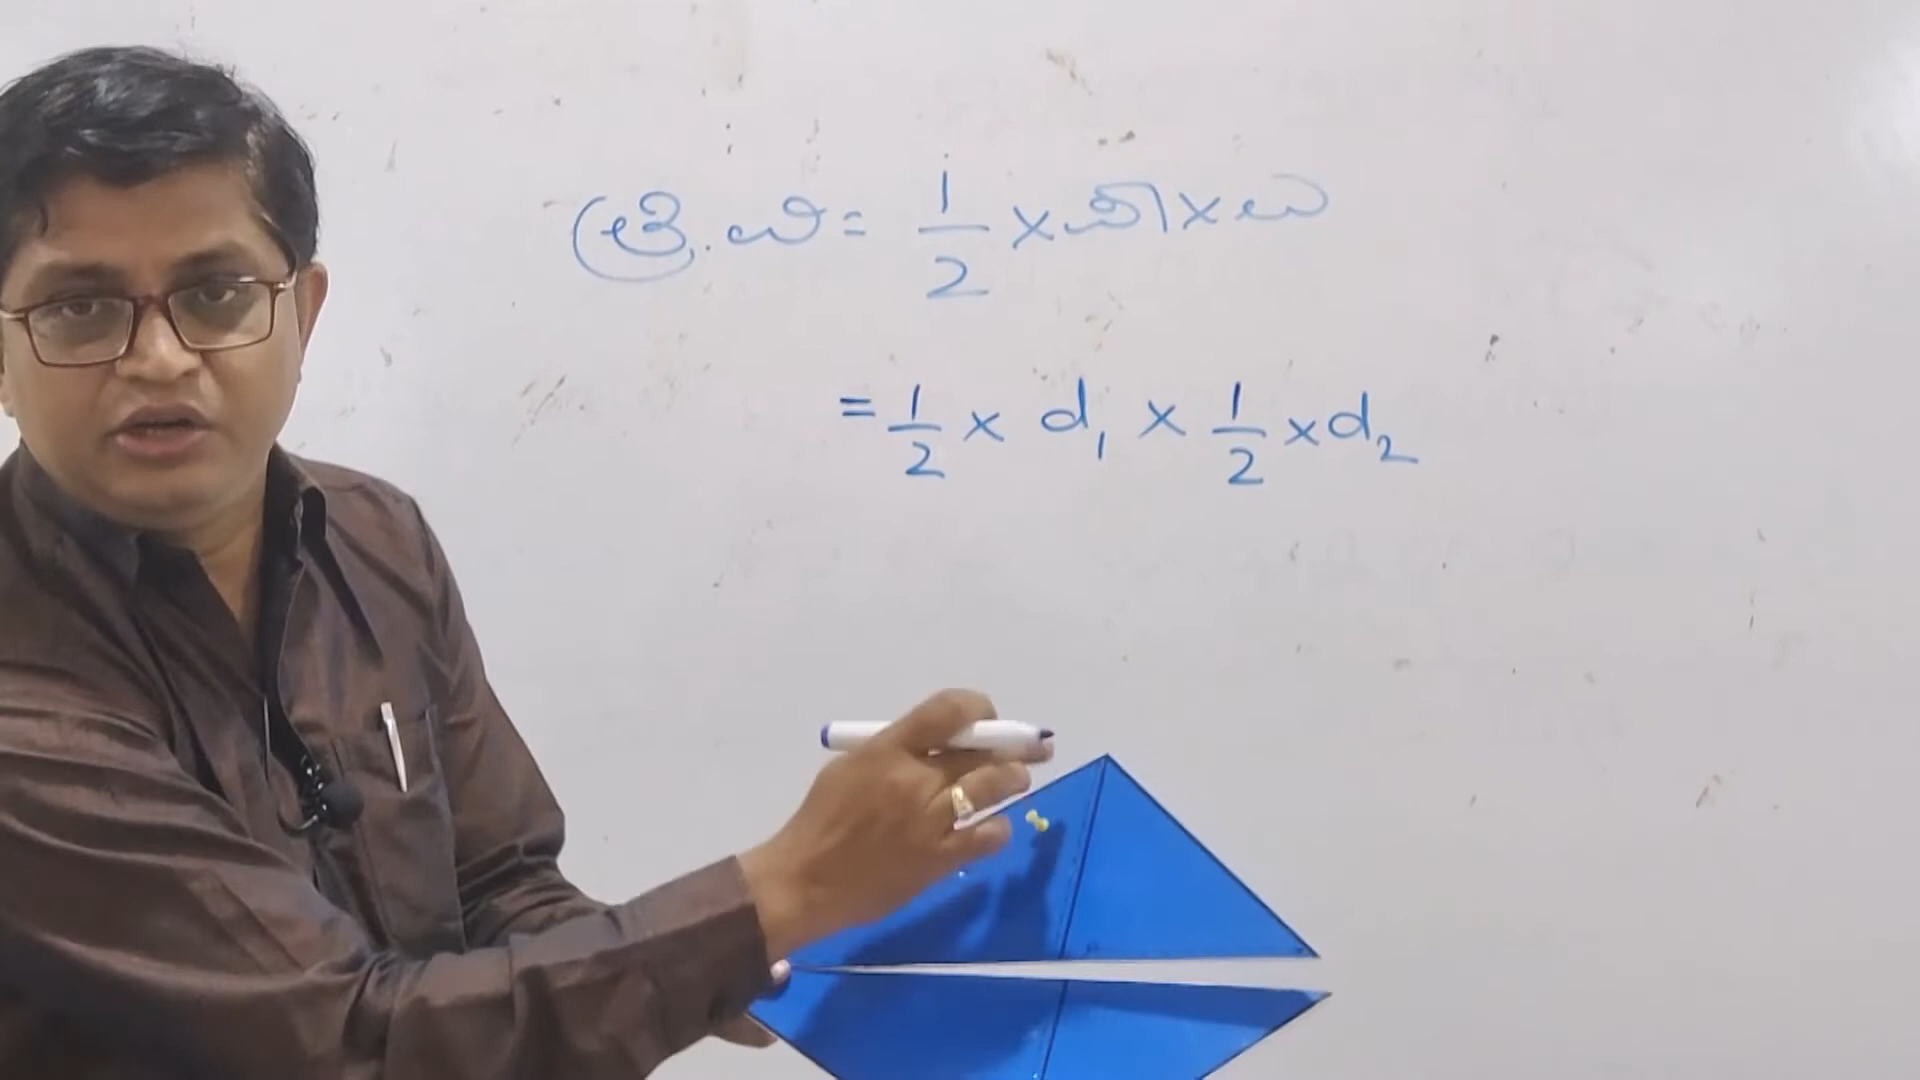 ತ್ರಿ.ವಿ = 1/2 × ಪಾ × ಎ
= 1/2 × d₁ × 1/2 × d₂